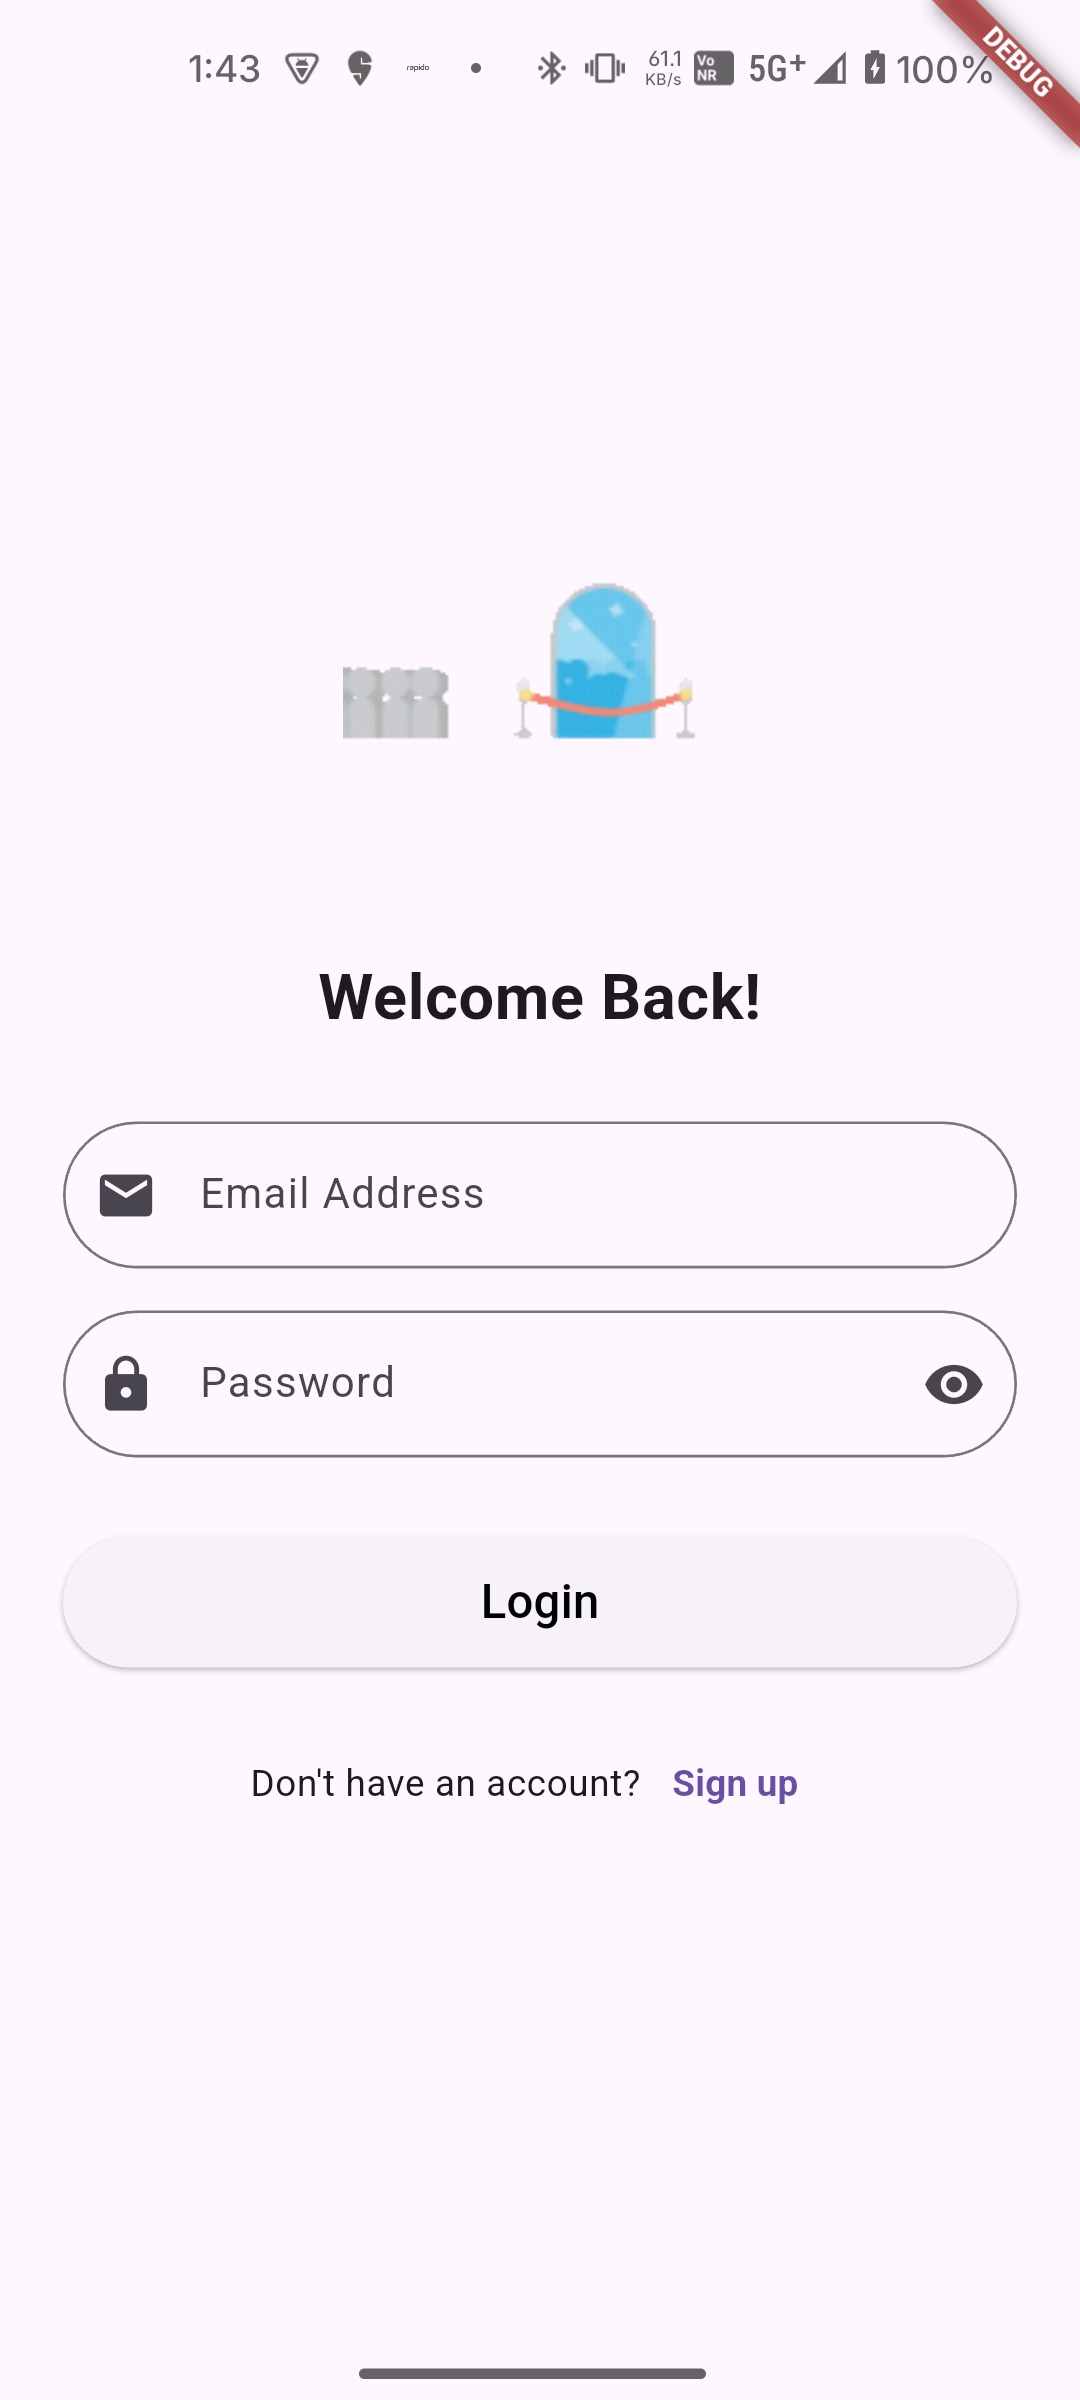 1:43 rapido 61.1 KB/s Vo NR 5G+ 100%
DEBUG
Welcome Back!
Email Address
Password
Login
Don't have an account? Sign up